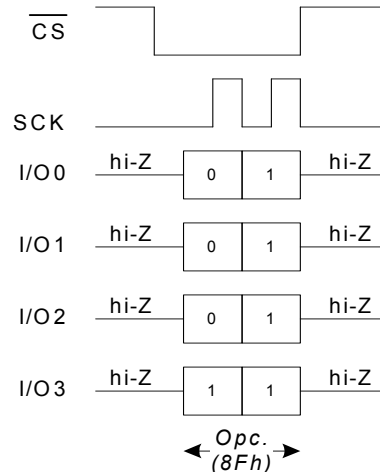 CS
SCK
I/O0 hi-Z 0 1 hi-Z
I/O1 hi-Z 0 1 hi-Z
I/O2 hi-Z 0 1 hi-Z
I/O3 hi-Z 1 1 hi-Z
Opc.
(8Fh)